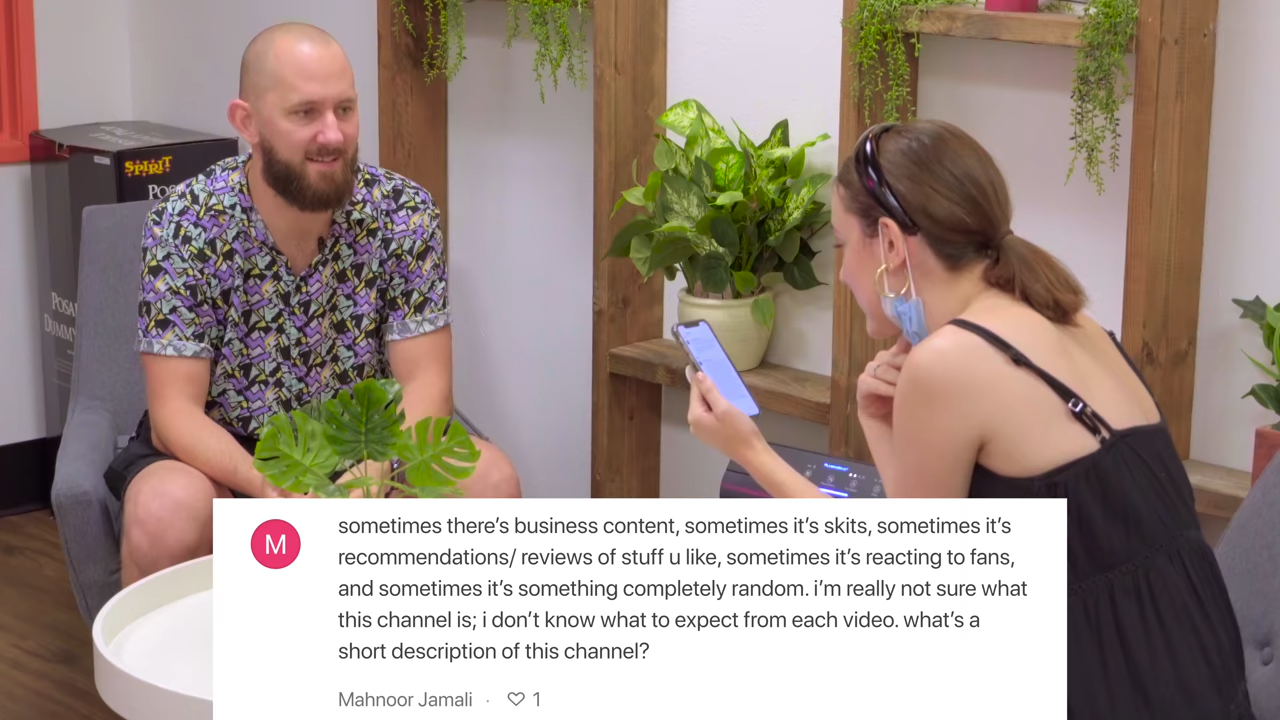 SPIRIT
sometimes there's business content, sometimes it's skits, sometimes it's
recommendations/ reviews of stuff u like, sometimes it's reacting to fans,
and sometimes it's something completely random. i'm really not sure what
this channel is; i don't know what to expect from each video. what's a
short description of this channel?
M
Mahnoor Jamali · 1